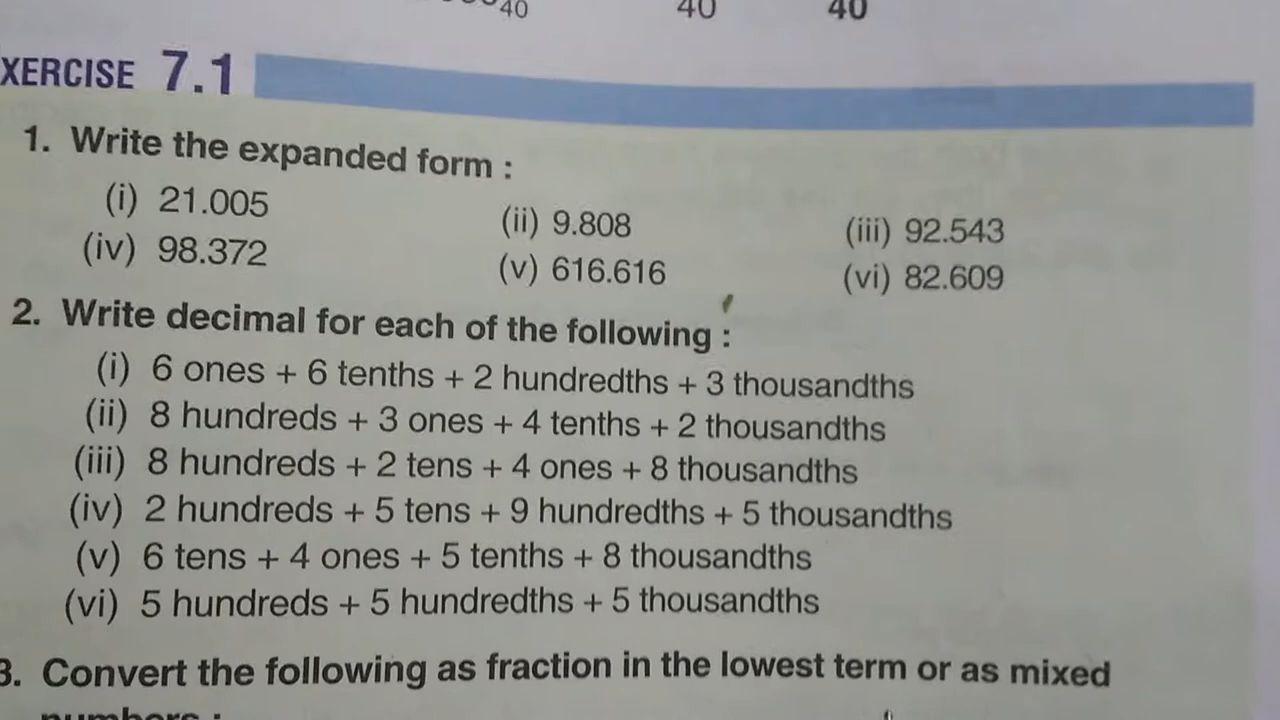 40 40 40
XERCISE 7.1
1. Write the expanded form :
(i) 21.005 (ii) 9.808 (iii) 92.543
(iv) 98.372 (v) 616.616 (vi) 82.609
2. Write decimal for each of the following :
(i) 6 ones + 6 tenths + 2 hundredths + 3 thousandths
(ii) 8 hundreds + 3 ones + 4 tenths + 2 thousandths
(iii) 8 hundreds + 2 tens + 4 ones + 8 thousandths
(iv) 2 hundreds + 5 tens + 9 hundredths + 5 thousandths
(v) 6 tens + 4 ones + 5 tenths + 8 thousandths
(vi) 5 hundreds + 5 hundredths + 5 thousandths
3. Convert the following as fraction in the lowest term or as mixed
numbers :